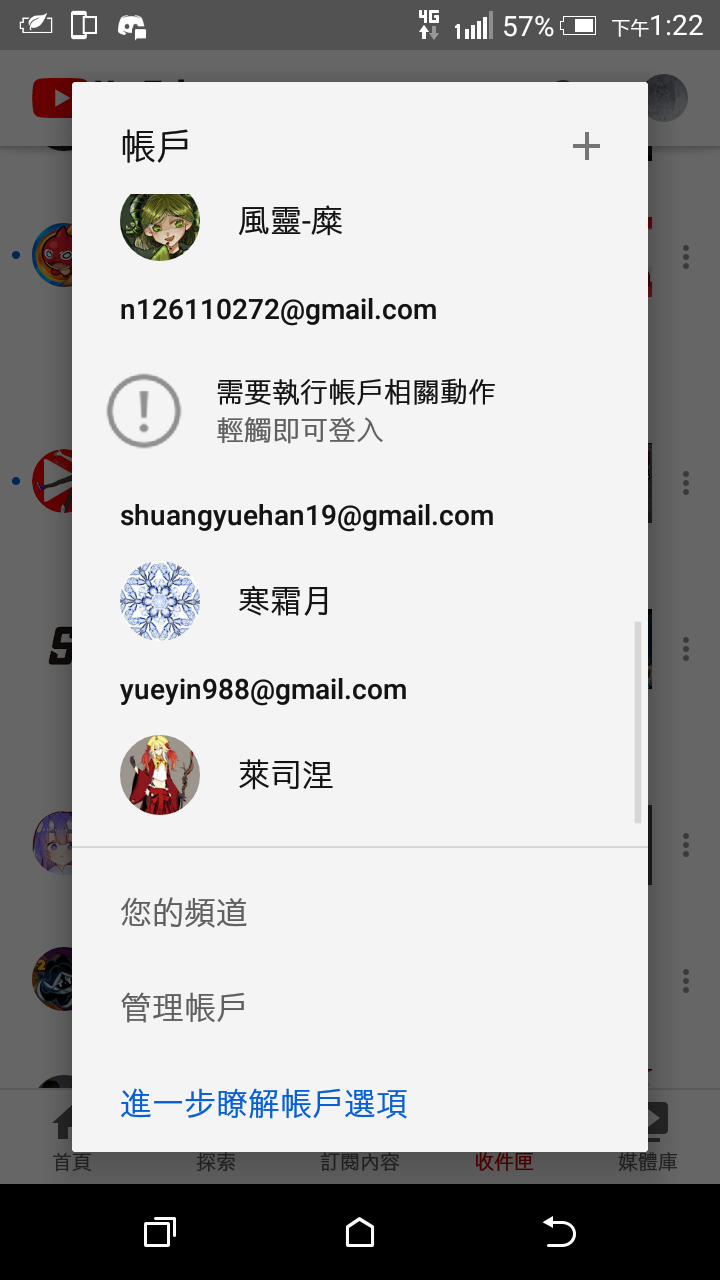 4G
57%
下午1:22
帳戶
風靈-糜
n126110272@gmail.com
需要執行帳戶相關動作
輕觸即可登入
shuangyuehan19@gmail.com
寒霜月
yueyin988@gmail.com
萊司涅
您的頻道
管理帳戶
進一步瞭解帳戶選項
首頁
探索
訂閱內容
收件匣
媒體庫